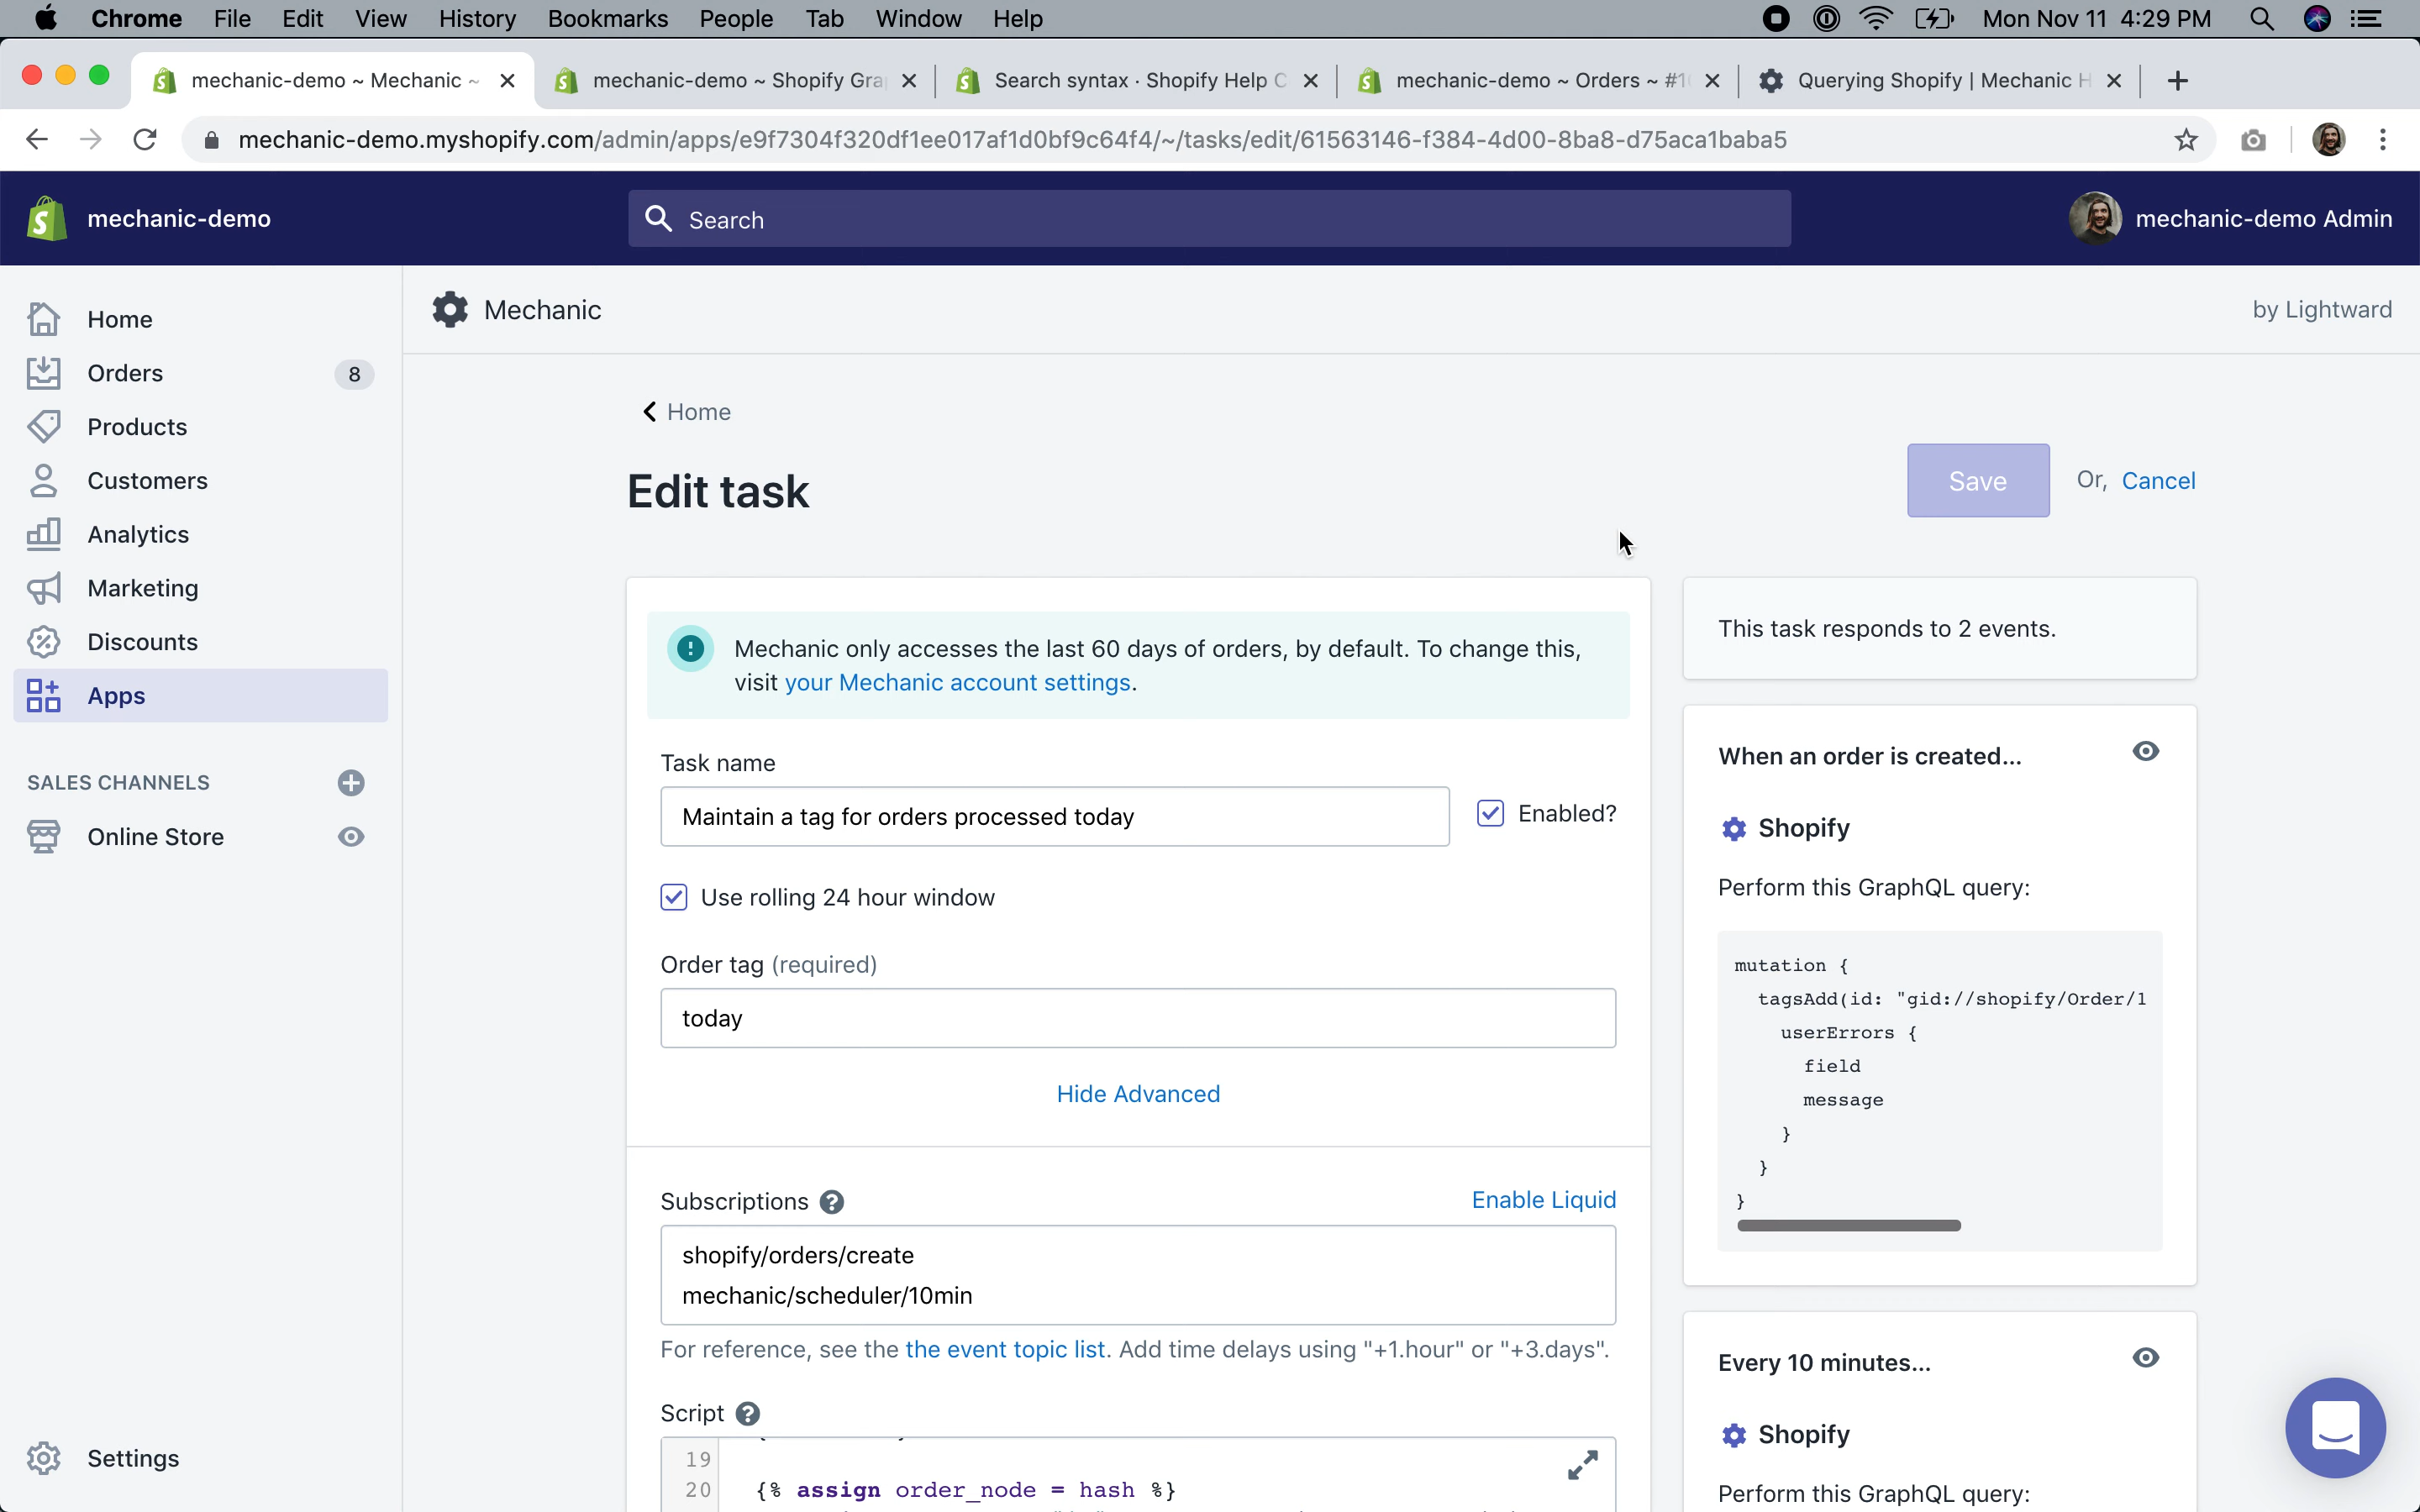 Chrome File Edit View History Bookmarks People Tab Window Help Mon Nov 11 4:29 PM
mechanic-demo ~ Mechanic ~ mechanic-demo ~ Shopify Gra Search syntax · Shopify Help C mechanic-demo ~ Orders ~ #1 Querying Shopify | Mechanic H
mechanic-demo.myshopify.com/admin/apps/e9f7304f320df1ee017af1d0bf9c64f4/~/tasks/edit/61563146-f384-4d00-8ba8-d75aca1baba5
mechanic-demo
Search
mechanic-demo Admin
Home
Orders 8
Products
Customers
Analytics
Marketing
Discounts
Apps
SALES CHANNELS
Online Store
Settings
Mechanic
by Lightward
Home
Edit task
Save Or, Cancel
Mechanic only accesses the last 60 days of orders, by default. To change this,
visit your Mechanic account settings.
Task name
Maintain a tag for orders processed today
Enabled?
Use rolling 24 hour window
Order tag (required)
today
Hide Advanced
Subscriptions ?
Enable Liquid
shopify/orders/create
mechanic/scheduler/10min
For reference, see the the event topic list. Add time delays using "+1.hour" or "+3.days".
Script ?
19
20 {% assign order_node = hash %}
This task responds to 2 events.
When an order is created...
Shopify
Perform this GraphQL query:
mutation {
tagsAdd(id: "gid://shopify/Order/1
userErrors {
field
message
}
}
}
Every 10 minutes...
Shopify
Perform this GraphQL query: